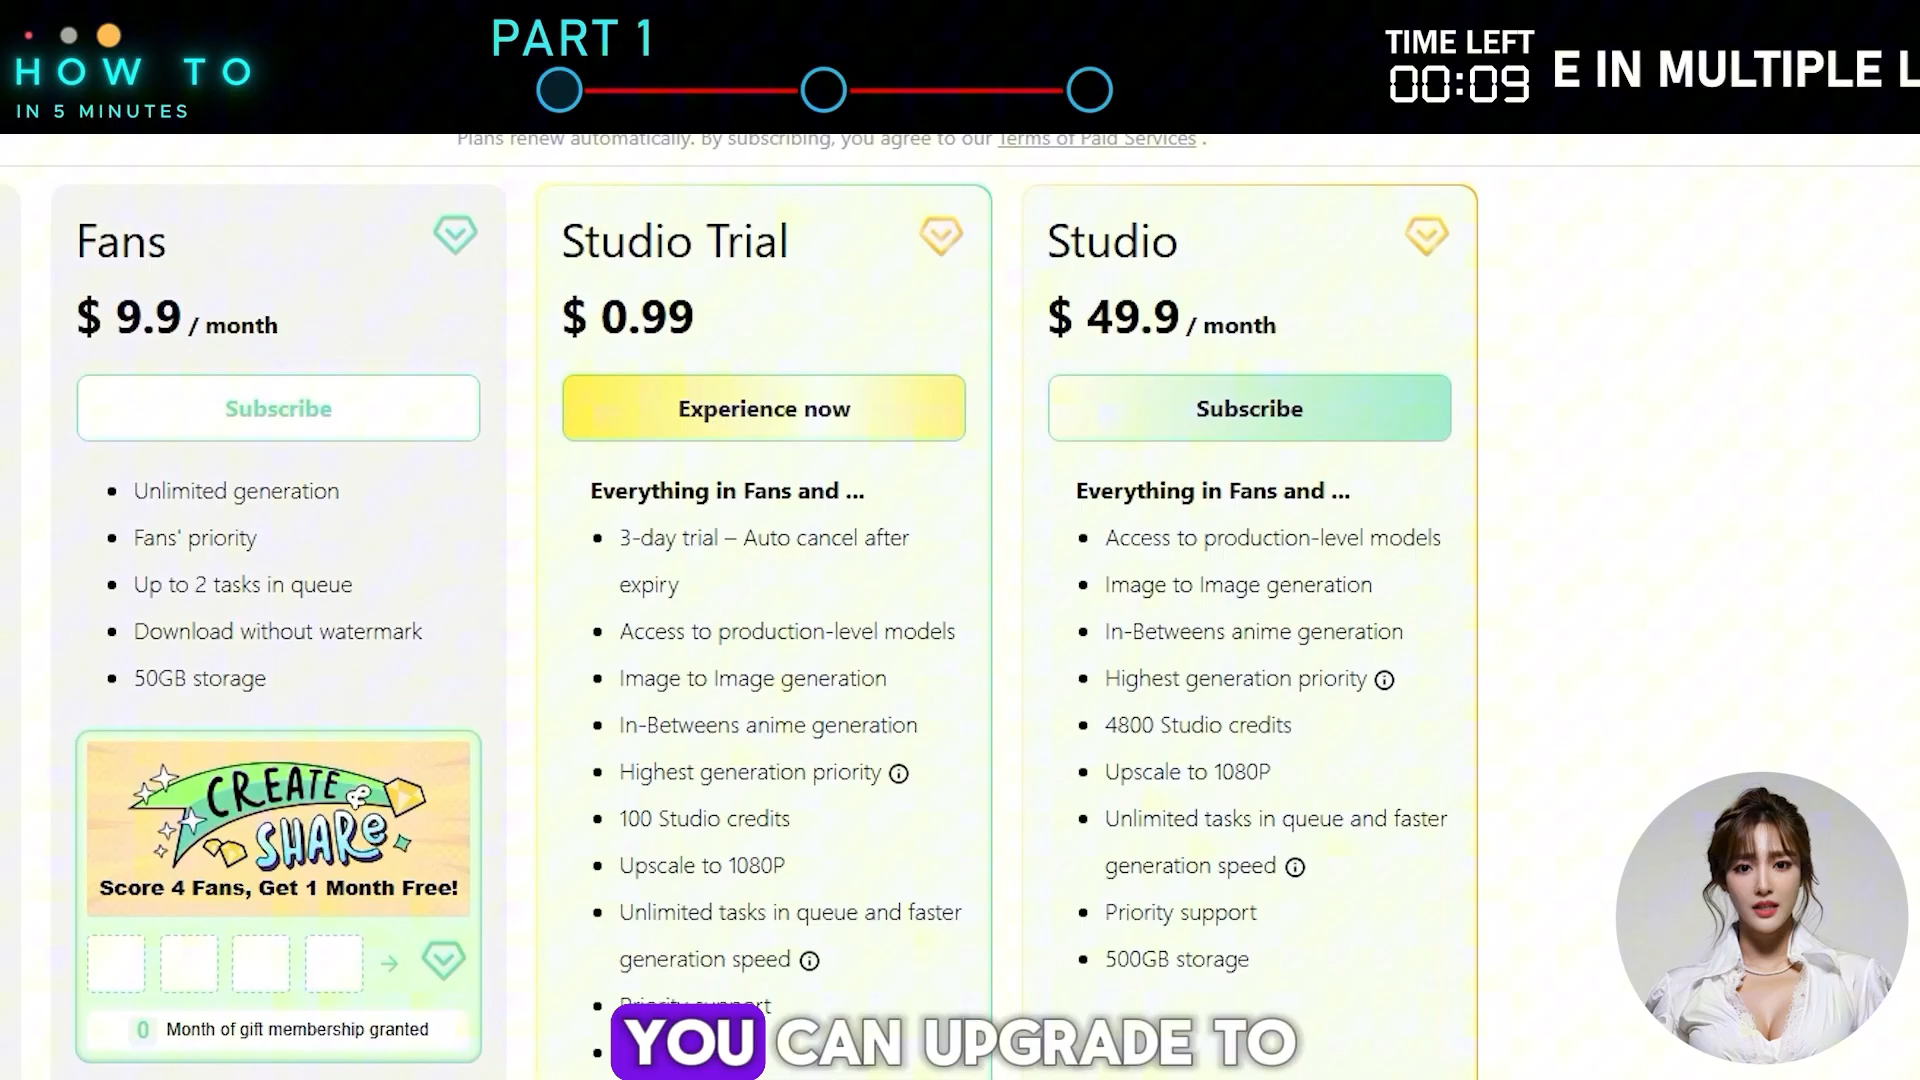 HOW TO
IN 5 MINUTES
PART 1
TIME LEFT
00:09
E IN MULTIPLE L
Plans renew automatically. By subscribing, you agree to our Terms of Paid Services .
Fans
$ 9.9 / month
Subscribe
Unlimited generation
Fans' priority
Up to 2 tasks in queue
Download without watermark
50GB storage
CREATE &
SHARE
Score 4 Fans, Get 1 Month Free!
0 Month of gift membership granted
Studio Trial
$ 0.99
Experience now
Everything in Fans and ...
3-day trial – Auto cancel after
expiry
Access to production-level models
Image to Image generation
In-Betweens anime generation
Highest generation priority
100 Studio credits
Upscale to 1080P
Unlimited tasks in queue and faster
generation speed
Priority support
Studio
$ 49.9 / month
Subscribe
Everything in Fans and ...
Access to production-level models
Image to Image generation
In-Betweens anime generation
Highest generation priority
4800 Studio credits
Upscale to 1080P
Unlimited tasks in queue and faster
generation speed
Priority support
500GB storage
YOU CAN UPGRADE TO